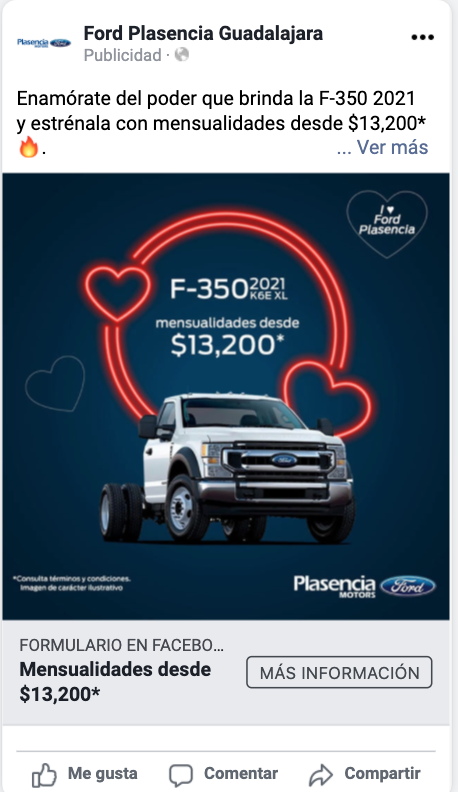 Plasencia
MOTORS
Ford
Ford Plasencia Guadalajara
Publicidad ·
Enamórate del poder que brinda la F-350 2021
y estrénala con mensualidades desde $13,200*
🔥.
... Ver más
I ♥
Ford
Plasencia
F-350 2021
K6E XL
mensualidades desde
$13,200*
Ford
*Consulta términos y condiciones.
Imagen de carácter ilustrativo
Plasencia
MOTORS
Ford
FORMULARIO EN FACEBO...
Mensualidades desde
$13,200*
MÁS INFORMACIÓN
Me gusta
Comentar
Compartir